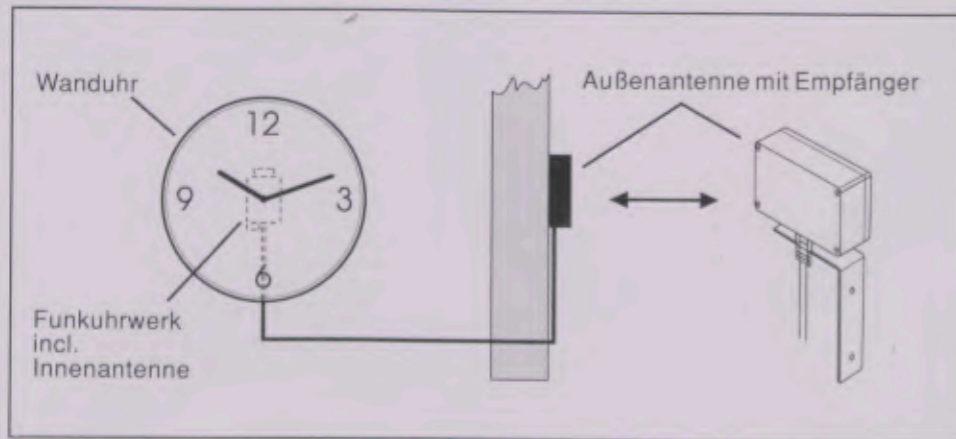 Wanduhr
Außenantenne mit Empfänger
12
9
3
6
Funkuhrwerk
incl.
Innenantenne